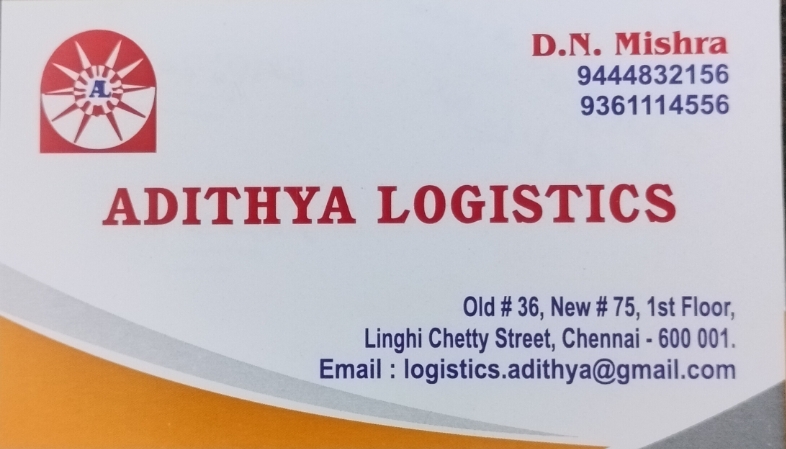 AL
D.N. Mishra
9444832156
9361114556
ADITHYA LOGISTICS
Old # 36, New # 75, 1st Floor,
Linghi Chetty Street, Chennai - 600 001.
Email : logistics.adithya@gmail.com